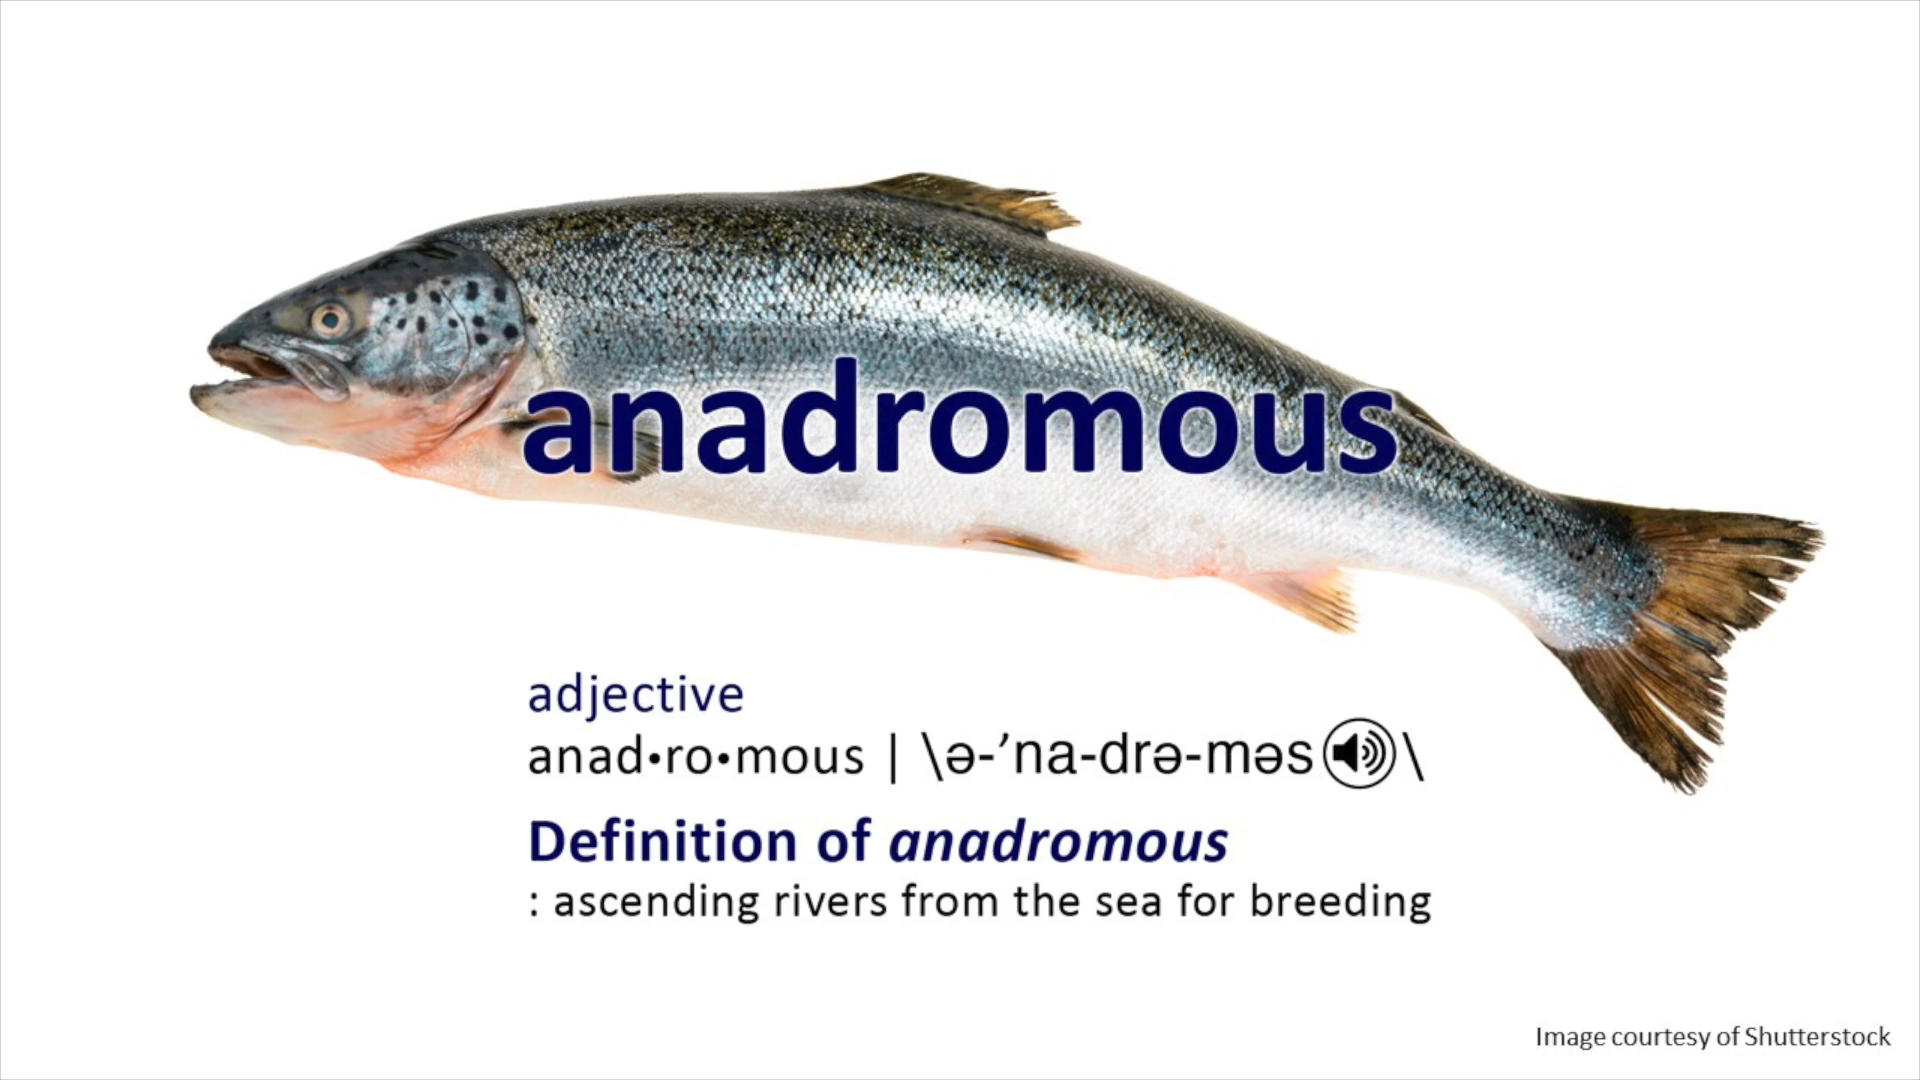 anadromous
adjective
anad•ro•mous | \ə-ʼna-drə-məs\
Definition of anadromous
: ascending rivers from the sea for breeding
Image courtesy of Shutterstock